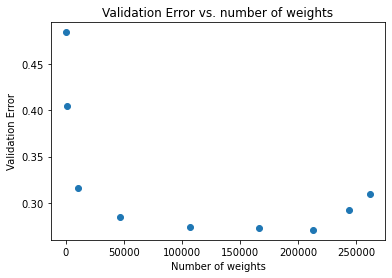 Validation Error vs. number of weights
Validation Error
0.45
0.40
0.35
0.30
0 50000 100000 150000 200000 250000
Number of weights